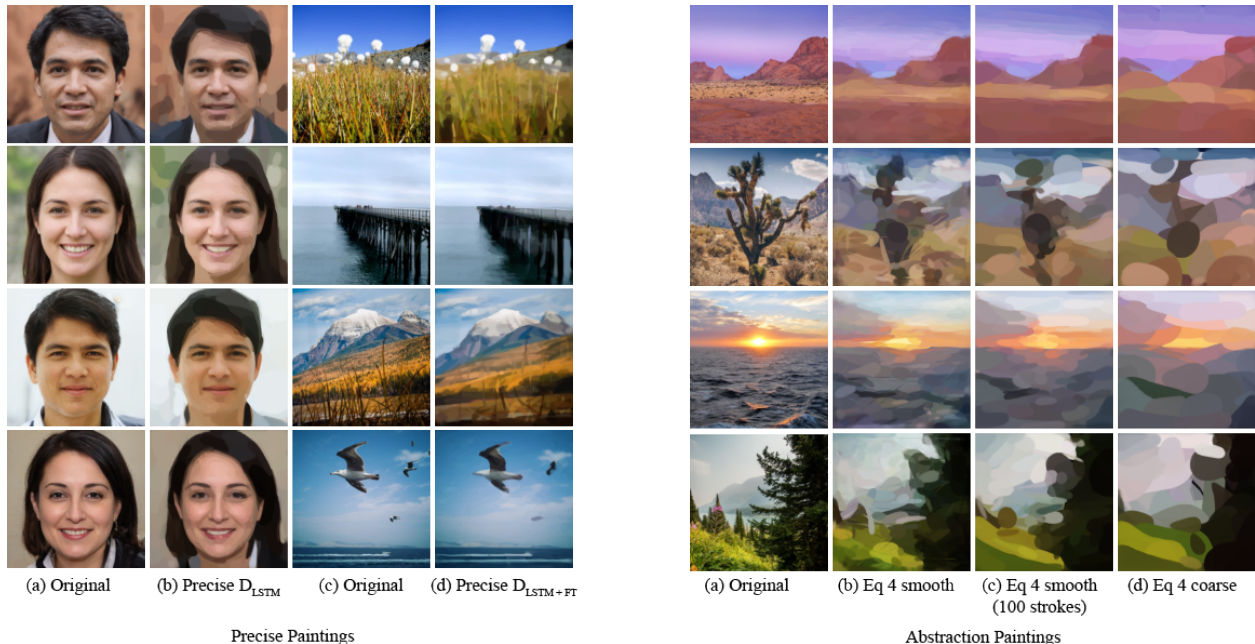 (a) Original (b) Precise D_LSTM (c) Original (d) Precise D_LSTM+FT
Precise Paintings
(a) Original (b) Eq 4 smooth (c) Eq 4 smooth (d) Eq 4 coarse
(100 strokes)
Abstraction Paintings